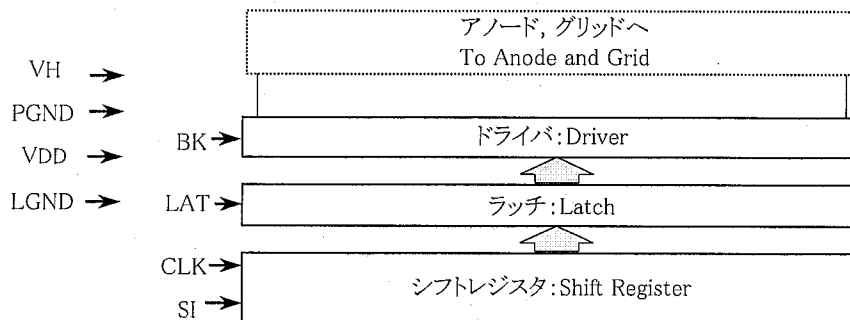 アノード, グリッドへ
To Anode and Grid
VH
PGND
VDD
LGND
BK
ドライバ:Driver
LAT
ラッチ:Latch
CLK
SI
シフトレジスタ:Shift Register